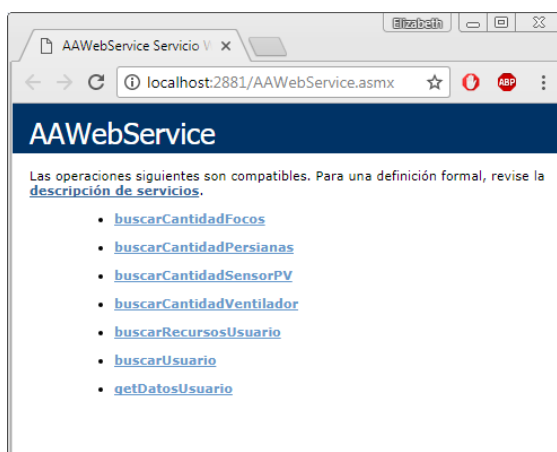 Elizabeth
AAWebService Servicio
localhost:2881/AAWebService.asmx
ABP
AAWebService
Las operaciones siguientes son compatibles. Para una definición formal, revise la
descripción de servicios.
buscarCantidadFocos
buscarCantidadPersianas
buscarCantidadSensorPV
buscarCantidadVentilador
buscarRecursosUsuario
buscarUsuario
getDatosUsuario